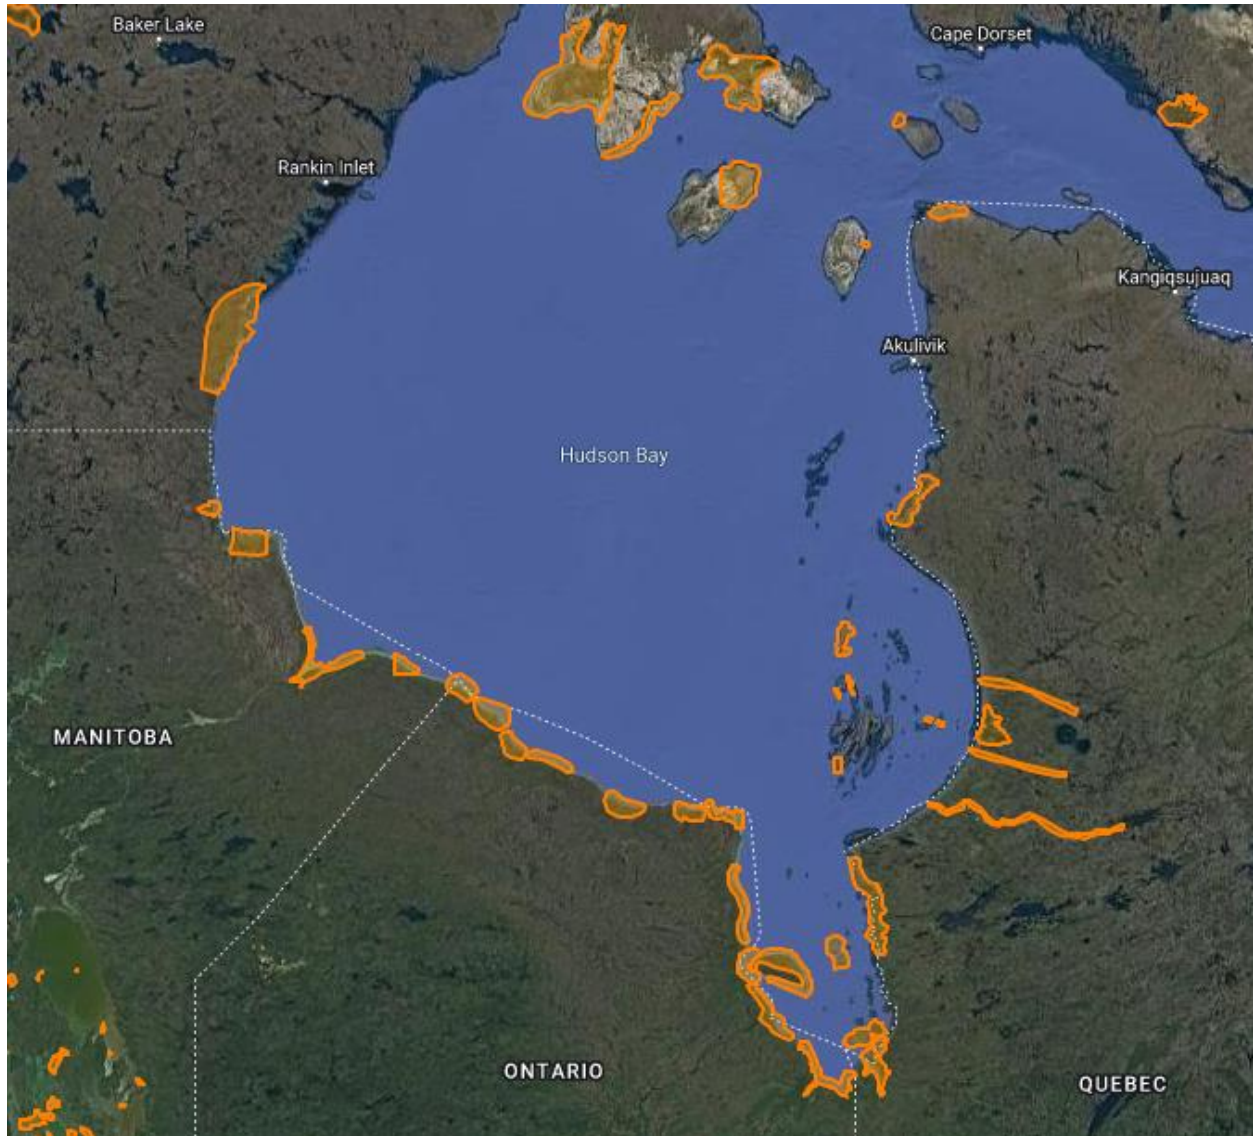 Baker Lake
Cape Dorset
Rankin Inlet
Kangiqsujuaq
Akulivik
Hudson Bay
MANITOBA
ONTARIO
QUEBEC